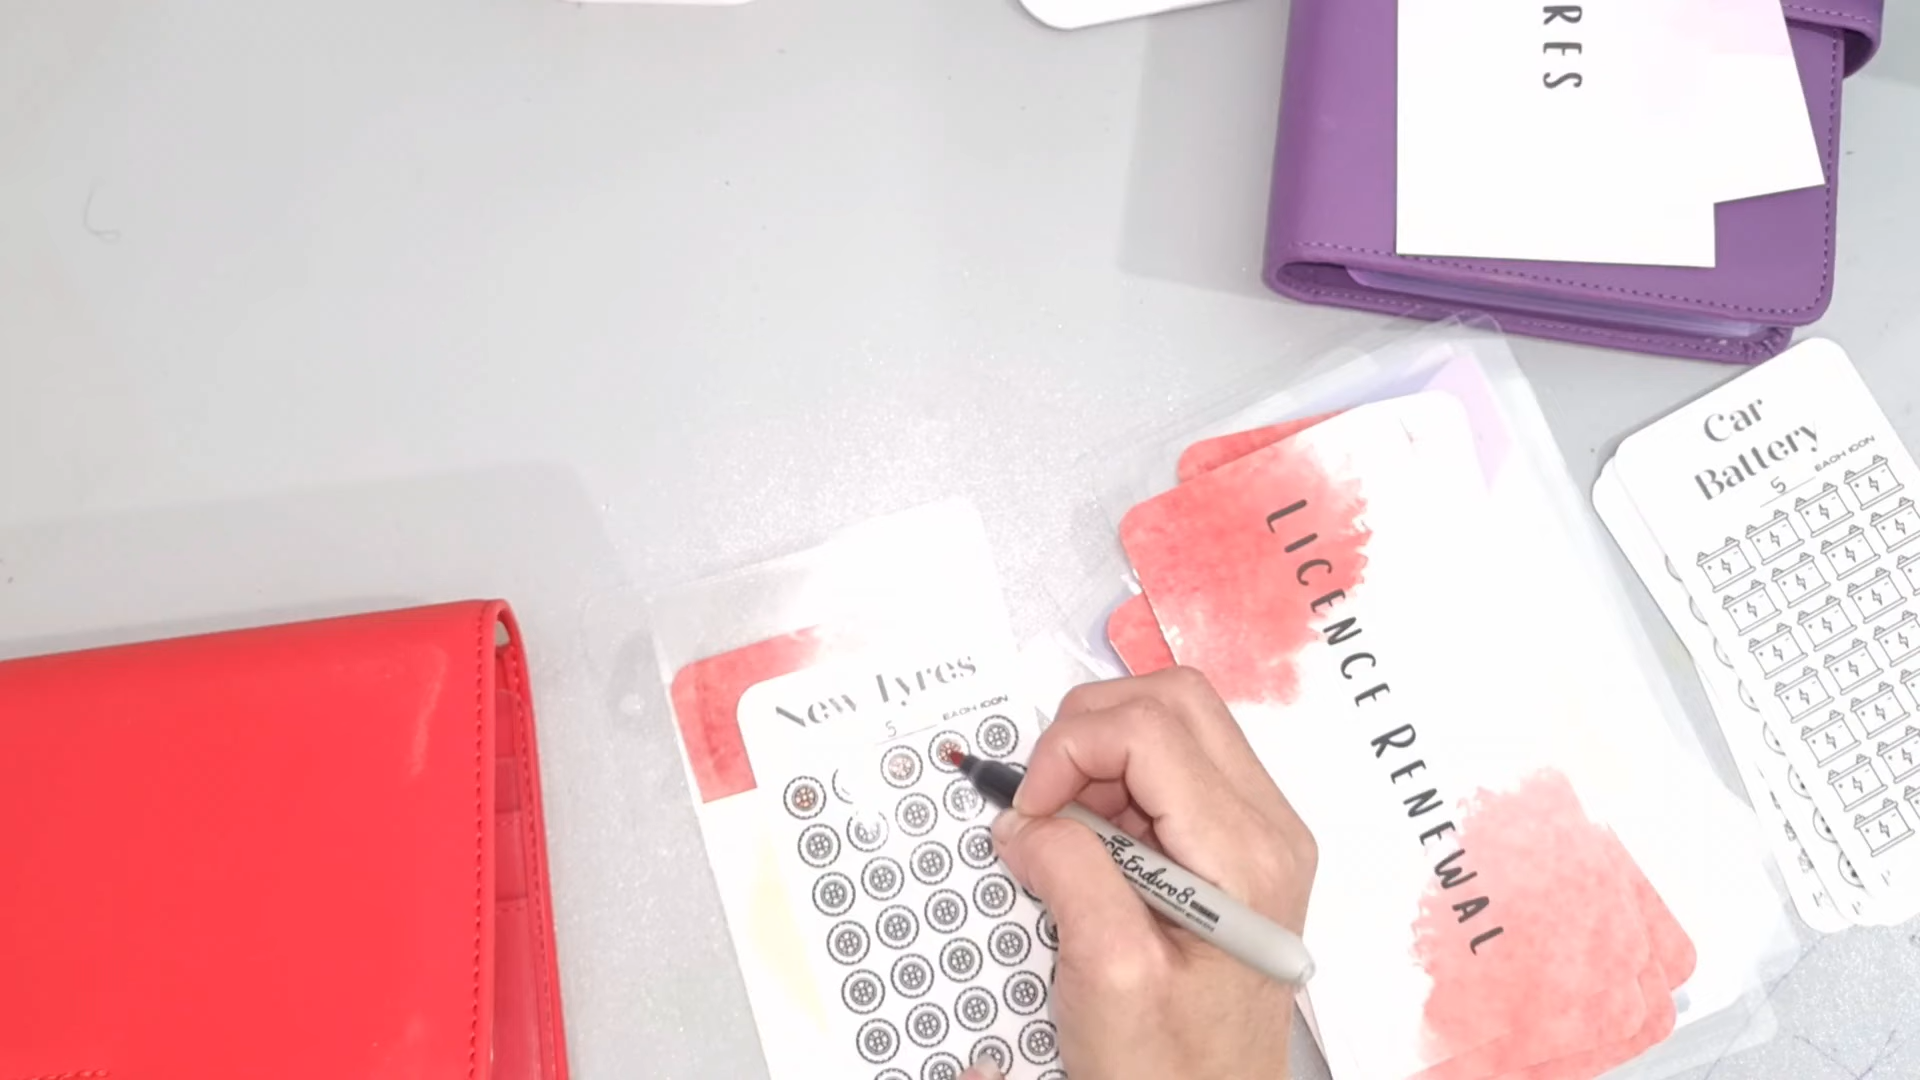 RES
Car
Battery
5 EACH ICON
LICENCE RENEWAL
New Tyres
5 EACH ICON
Enduro 8